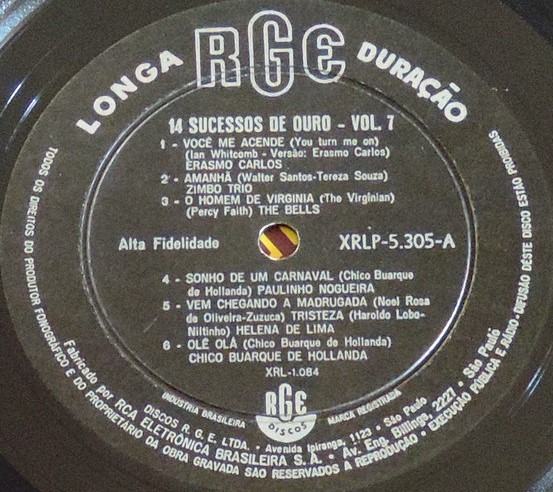 LONGA RGE DURAÇÃO
14 SUCESSOS DE OURO - VOL. 7
1 - VOCÊ ME ACENDE (You turn me on)
(Ian Whitcomb - Versão: Erasmo Carlos)
ERASMO CARLOS
2 - AMANHÃ (Walter Santos-Tereza Souza)
ZIMBO TRIO
3 - O HOMEM DE VIRGINIA (The Virginian)
(Percy Faith) THE BELLS
Alta Fidelidade XRLP-5.305-A
4 - SONHO DE UM CARNAVAL (Chico Buarque
de Hollanda) PAULINHO NOGUEIRA
5 - VEM CHEGANDO A MADRUGADA (Noel Rosa
de Oliveira-Zuzuca) TRISTEZA (Haroldo Lobo-
Niltinho) HELENA DE LIMA
6 - OLÊ OLÁ (Chico Buarque de Hollanda)
CHICO BUARQUE DE HOLLANDA
XRL-1.084
INDÚSTRIA BRASILEIRA RGE DISCOS MARCA REGISTRADA
DISCOS R. G. E. LTDA. • Avenida Ipiranga, 1123 • São Paulo
Fabricado por RCA ELETRÔNICA BRASILEIRA S. A. • Av. Eng. Billings, 2227 • São Paulo
TODOS OS DIREITOS DO PRODUTOR FONOGRÁFICO E DO PROPRIETÁRIO DA OBRA GRAVADA SÃO RESERVADOS A REPRODUÇÃO • EXECUÇÃO PÚBLICA E RÁDIO-DIFUSÃO DÊSTE DISCO ESTÃO PROIBIDAS